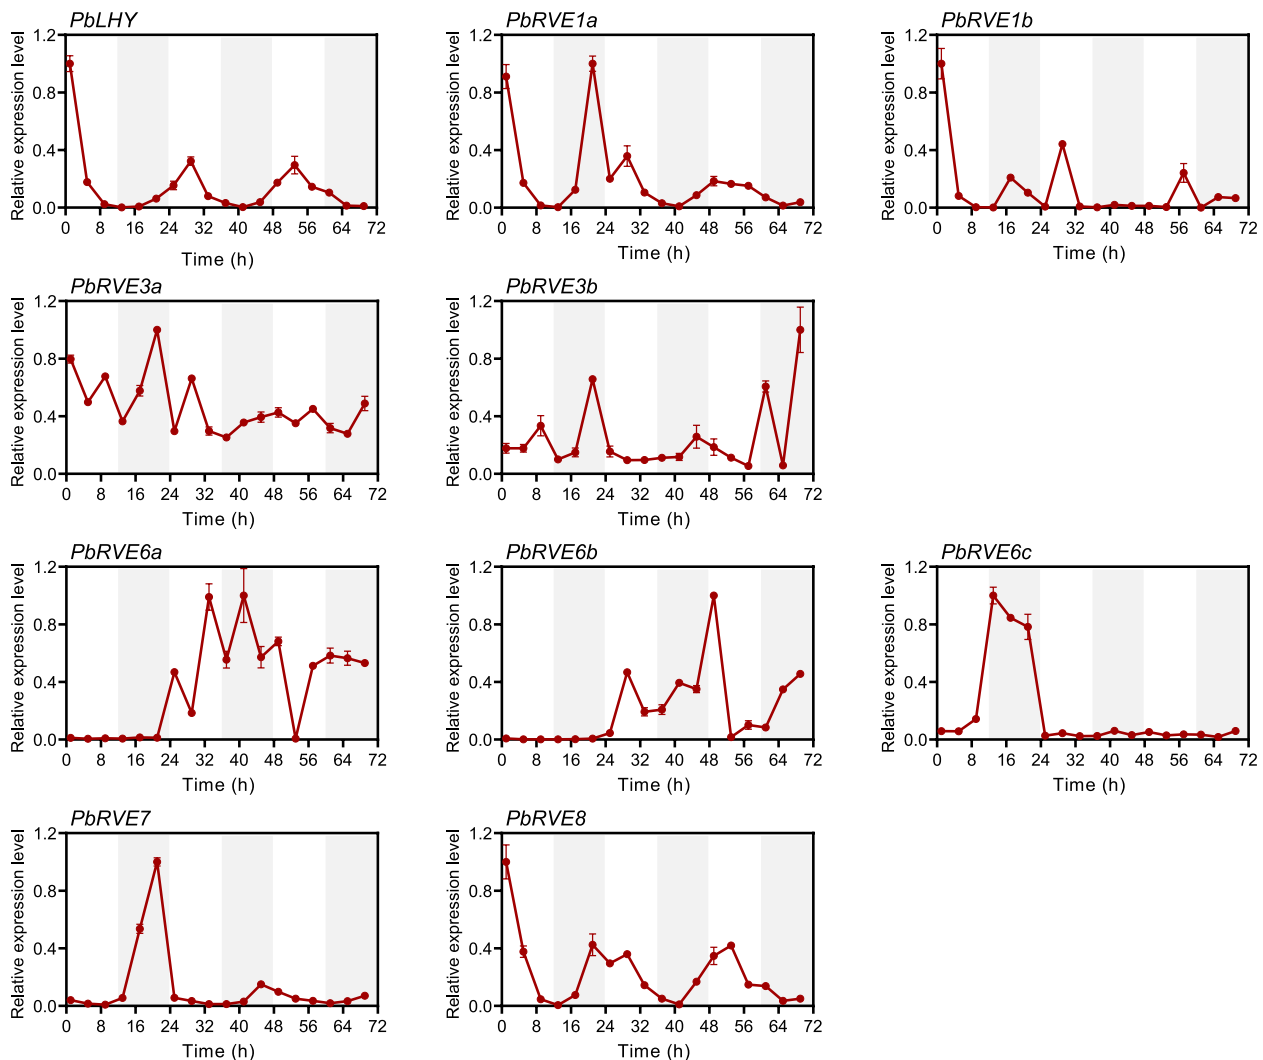 PbLHY
Relative expression level
1.2
0.8
0.4
0.0
0 8 16 24 32 40 48 56 64 72
Time (h)
PbRVE1a
Relative expression level
1.2
0.8
0.4
0.0
0 8 16 24 32 40 48 56 64 72
Time (h)
PbRVE1b
Relative expression level
1.2
0.8
0.4
0.0
0 8 16 24 32 40 48 56 64 72
Time (h)
PbRVE3a
Relative expression level
1.2
0.8
0.4
0.0
0 8 16 24 32 40 48 56 64 72
Time (h)
PbRVE3b
Relative expression level
1.2
0.8
0.4
0.0
0 8 16 24 32 40 48 56 64 72
Time (h)
PbRVE6a
Relative expression level
1.2
0.8
0.4
0.0
0 8 16 24 32 40 48 56 64 72
Time (h)
PbRVE6b
Relative expression level
1.2
0.8
0.4
0.0
0 8 16 24 32 40 48 56 64 72
Time (h)
PbRVE6c
Relative expression level
1.2
0.8
0.4
0.0
0 8 16 24 32 40 48 56 64 72
Time (h)
PbRVE7
Relative expression level
1.2
0.8
0.4
0.0
0 8 16 24 32 40 48 56 64 72
Time (h)
PbRVE8
Relative expression level
1.2
0.8
0.4
0.0
0 8 16 24 32 40 48 56 64 72
Time (h)